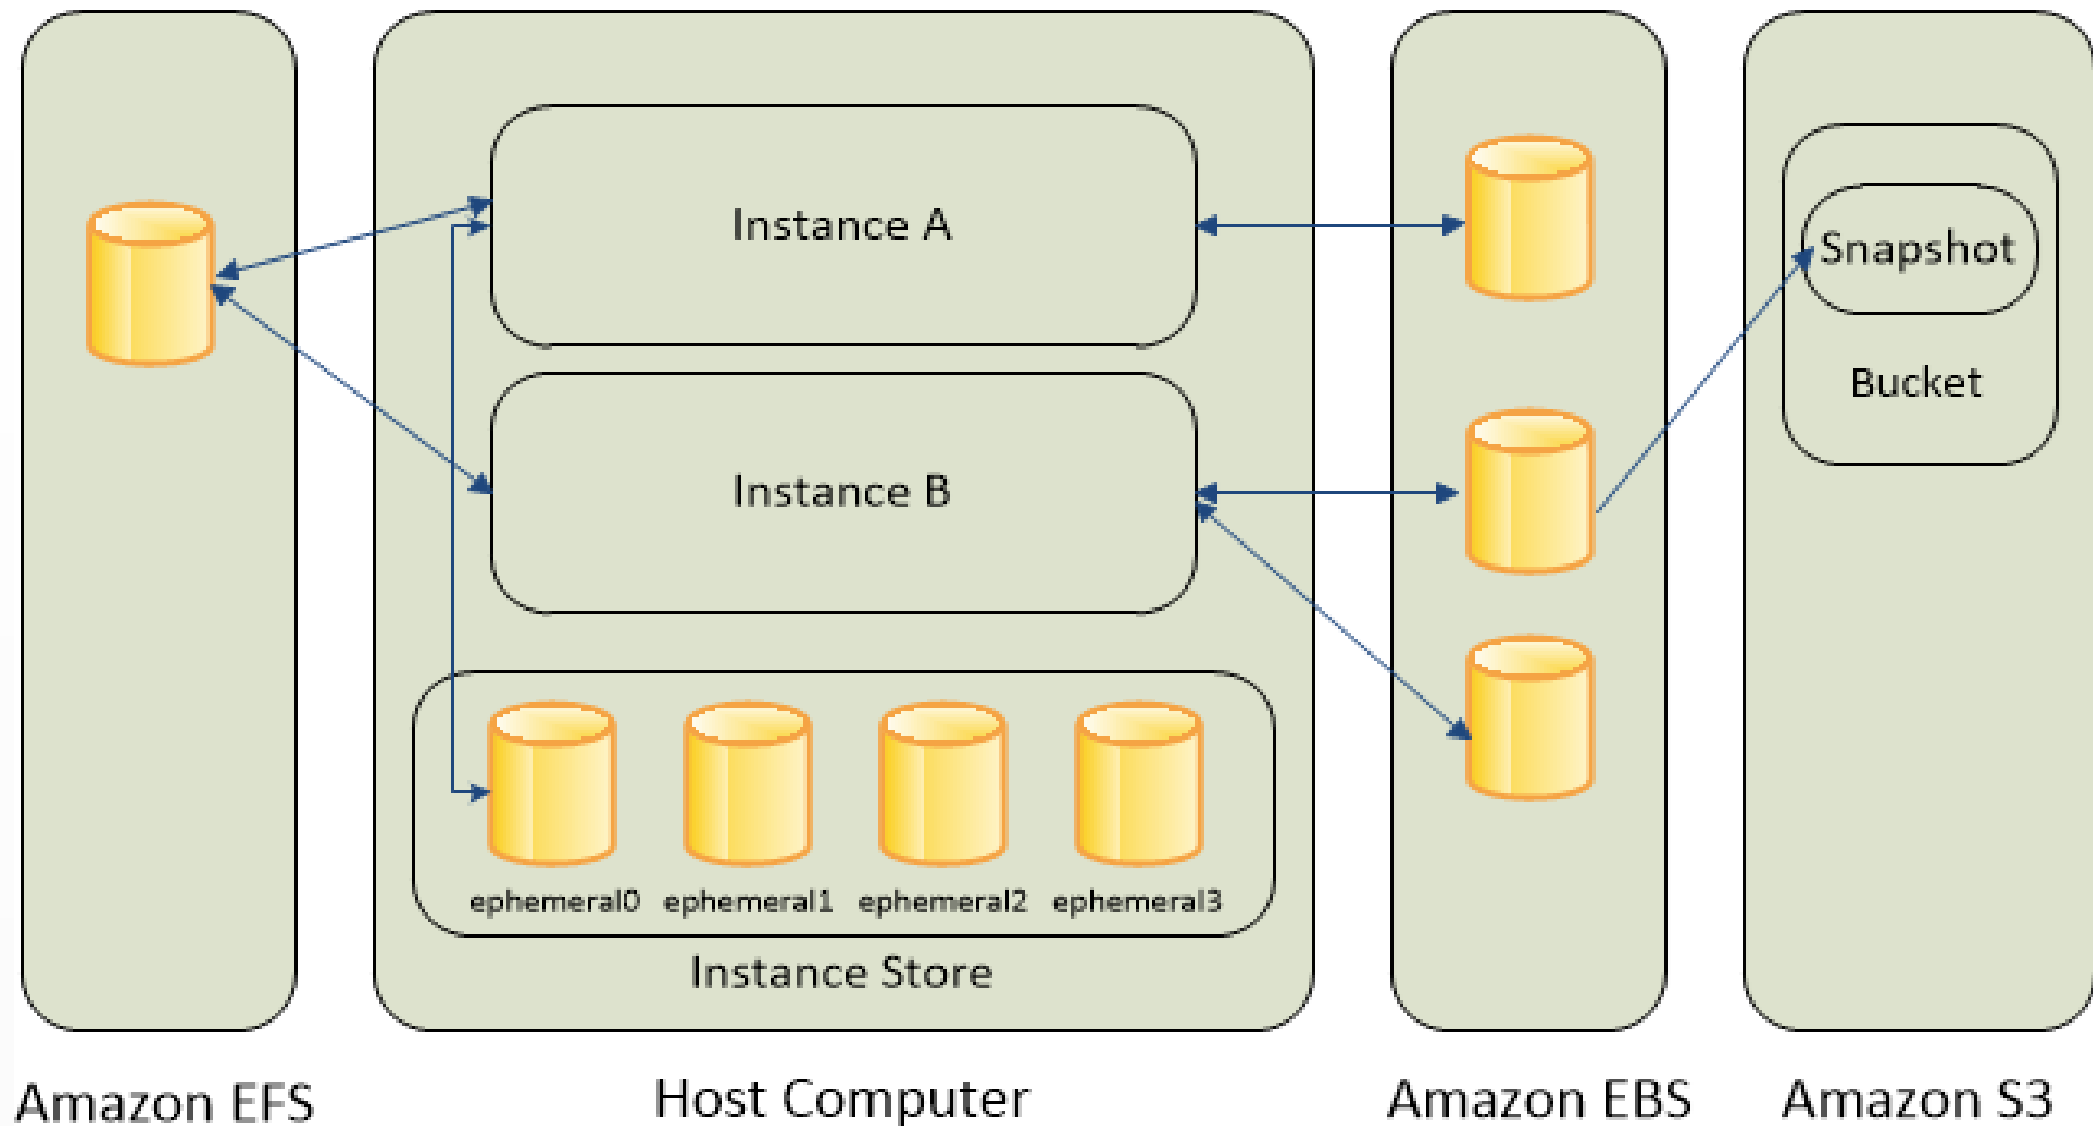 Instance A
Instance B
Snapshot
Bucket
ephemeral0 ephemeral1 ephemeral2 ephemeral3
Instance Store
Amazon EFS
Host Computer
Amazon EBS
Amazon S3